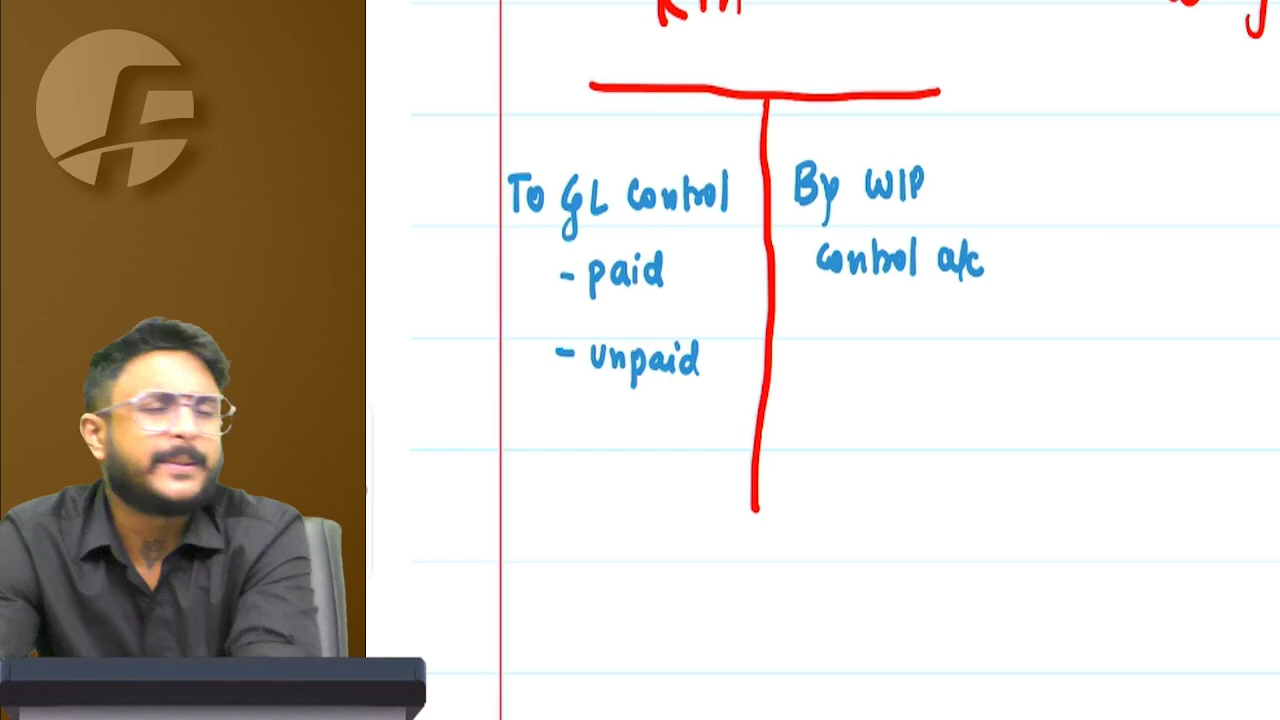 To GL control
- paid
- unpaid
By WIP
control a/c